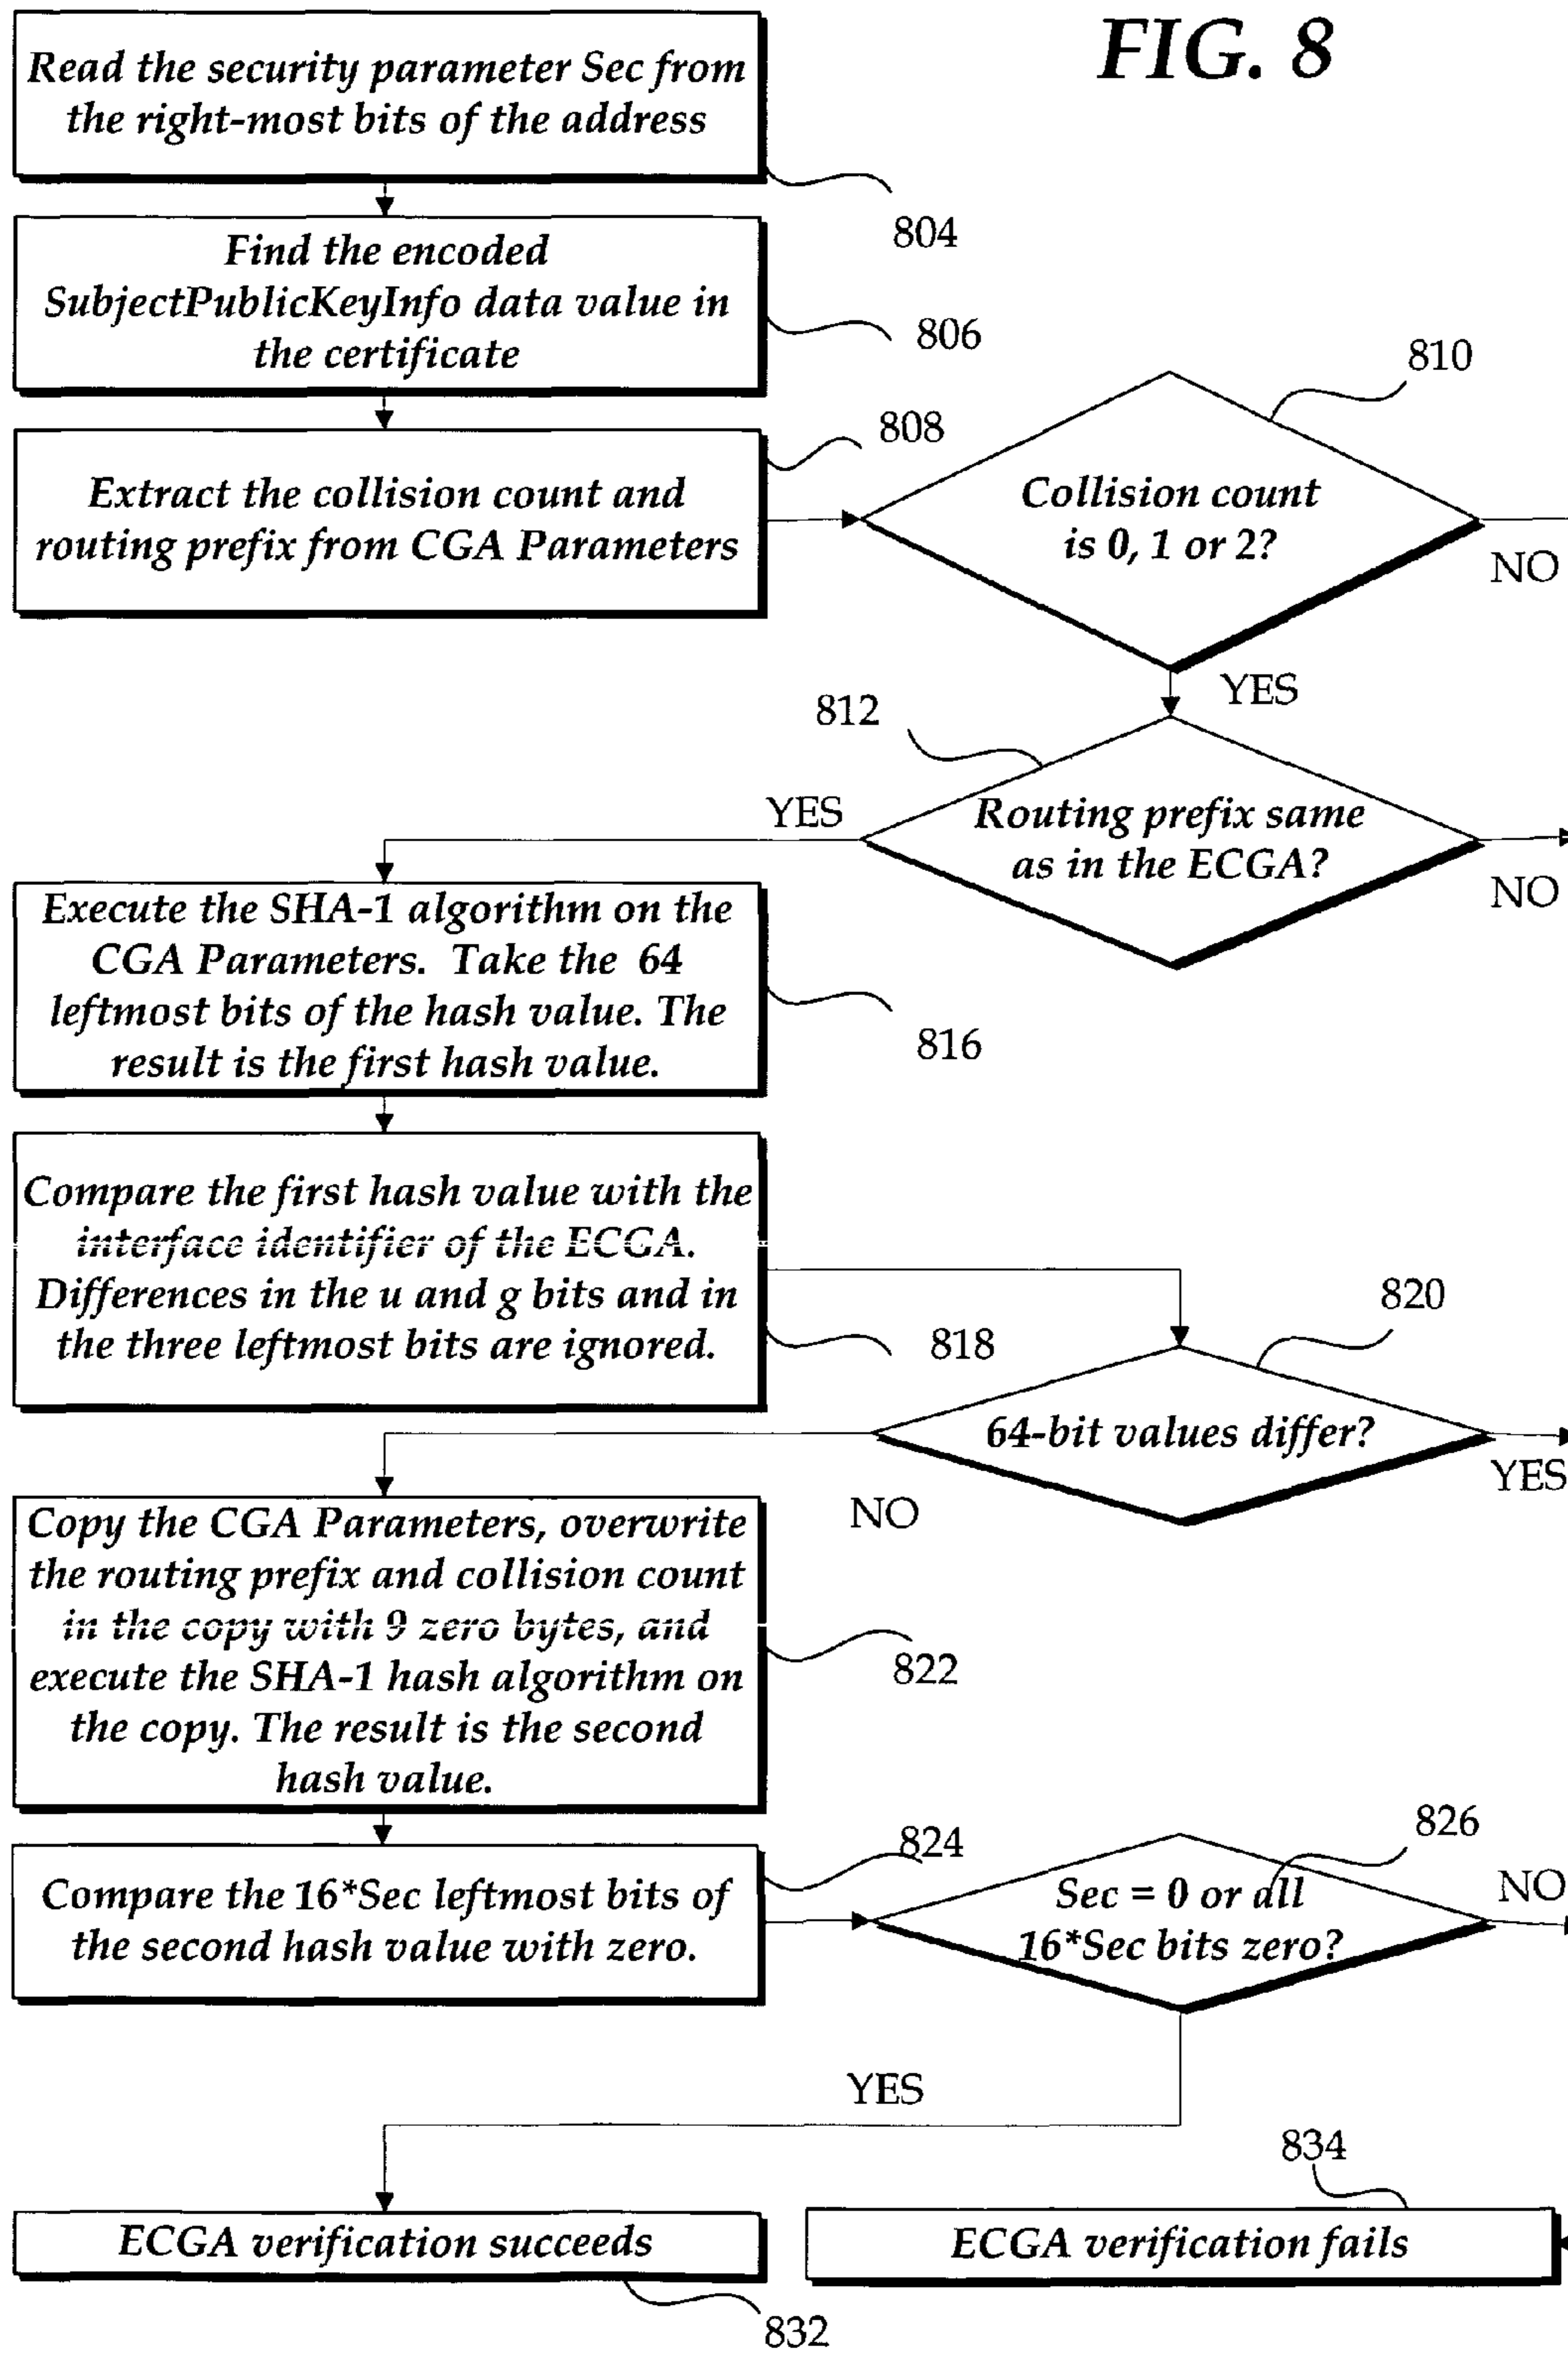 FIG. 8
Read the security parameter Sec from
the right-most bits of the address
804
Find the encoded
SubjectPublicKeyInfo data value in
the certificate
806
808
Extract the collision count and
routing prefix from CGA Parameters
810
Collision count
is 0, 1 or 2?
NO
YES
812
Routing prefix same
as in the ECGA?
YES
NO
Execute the SHA-1 algorithm on the
CGA Parameters. Take the 64
leftmost bits of the hash value. The
result is the first hash value.
816
Compare the first hash value with the
interface identifier of the ECGA.
Differences in the u and g bits and in
the three leftmost bits are ignored.
818
820
64-bit values differ?
YES
NO
Copy the CGA Parameters, overwrite
the routing prefix and collision count
in the copy with 9 zero bytes, and
execute the SHA-1 hash algorithm on
the copy. The result is the second
hash value.
822
824
Compare the 16*Sec leftmost bits of
the second hash value with zero.
826
Sec = 0 or all
16*Sec bits zero?
NO
YES
834
ECGA verification succeeds
ECGA verification fails
832